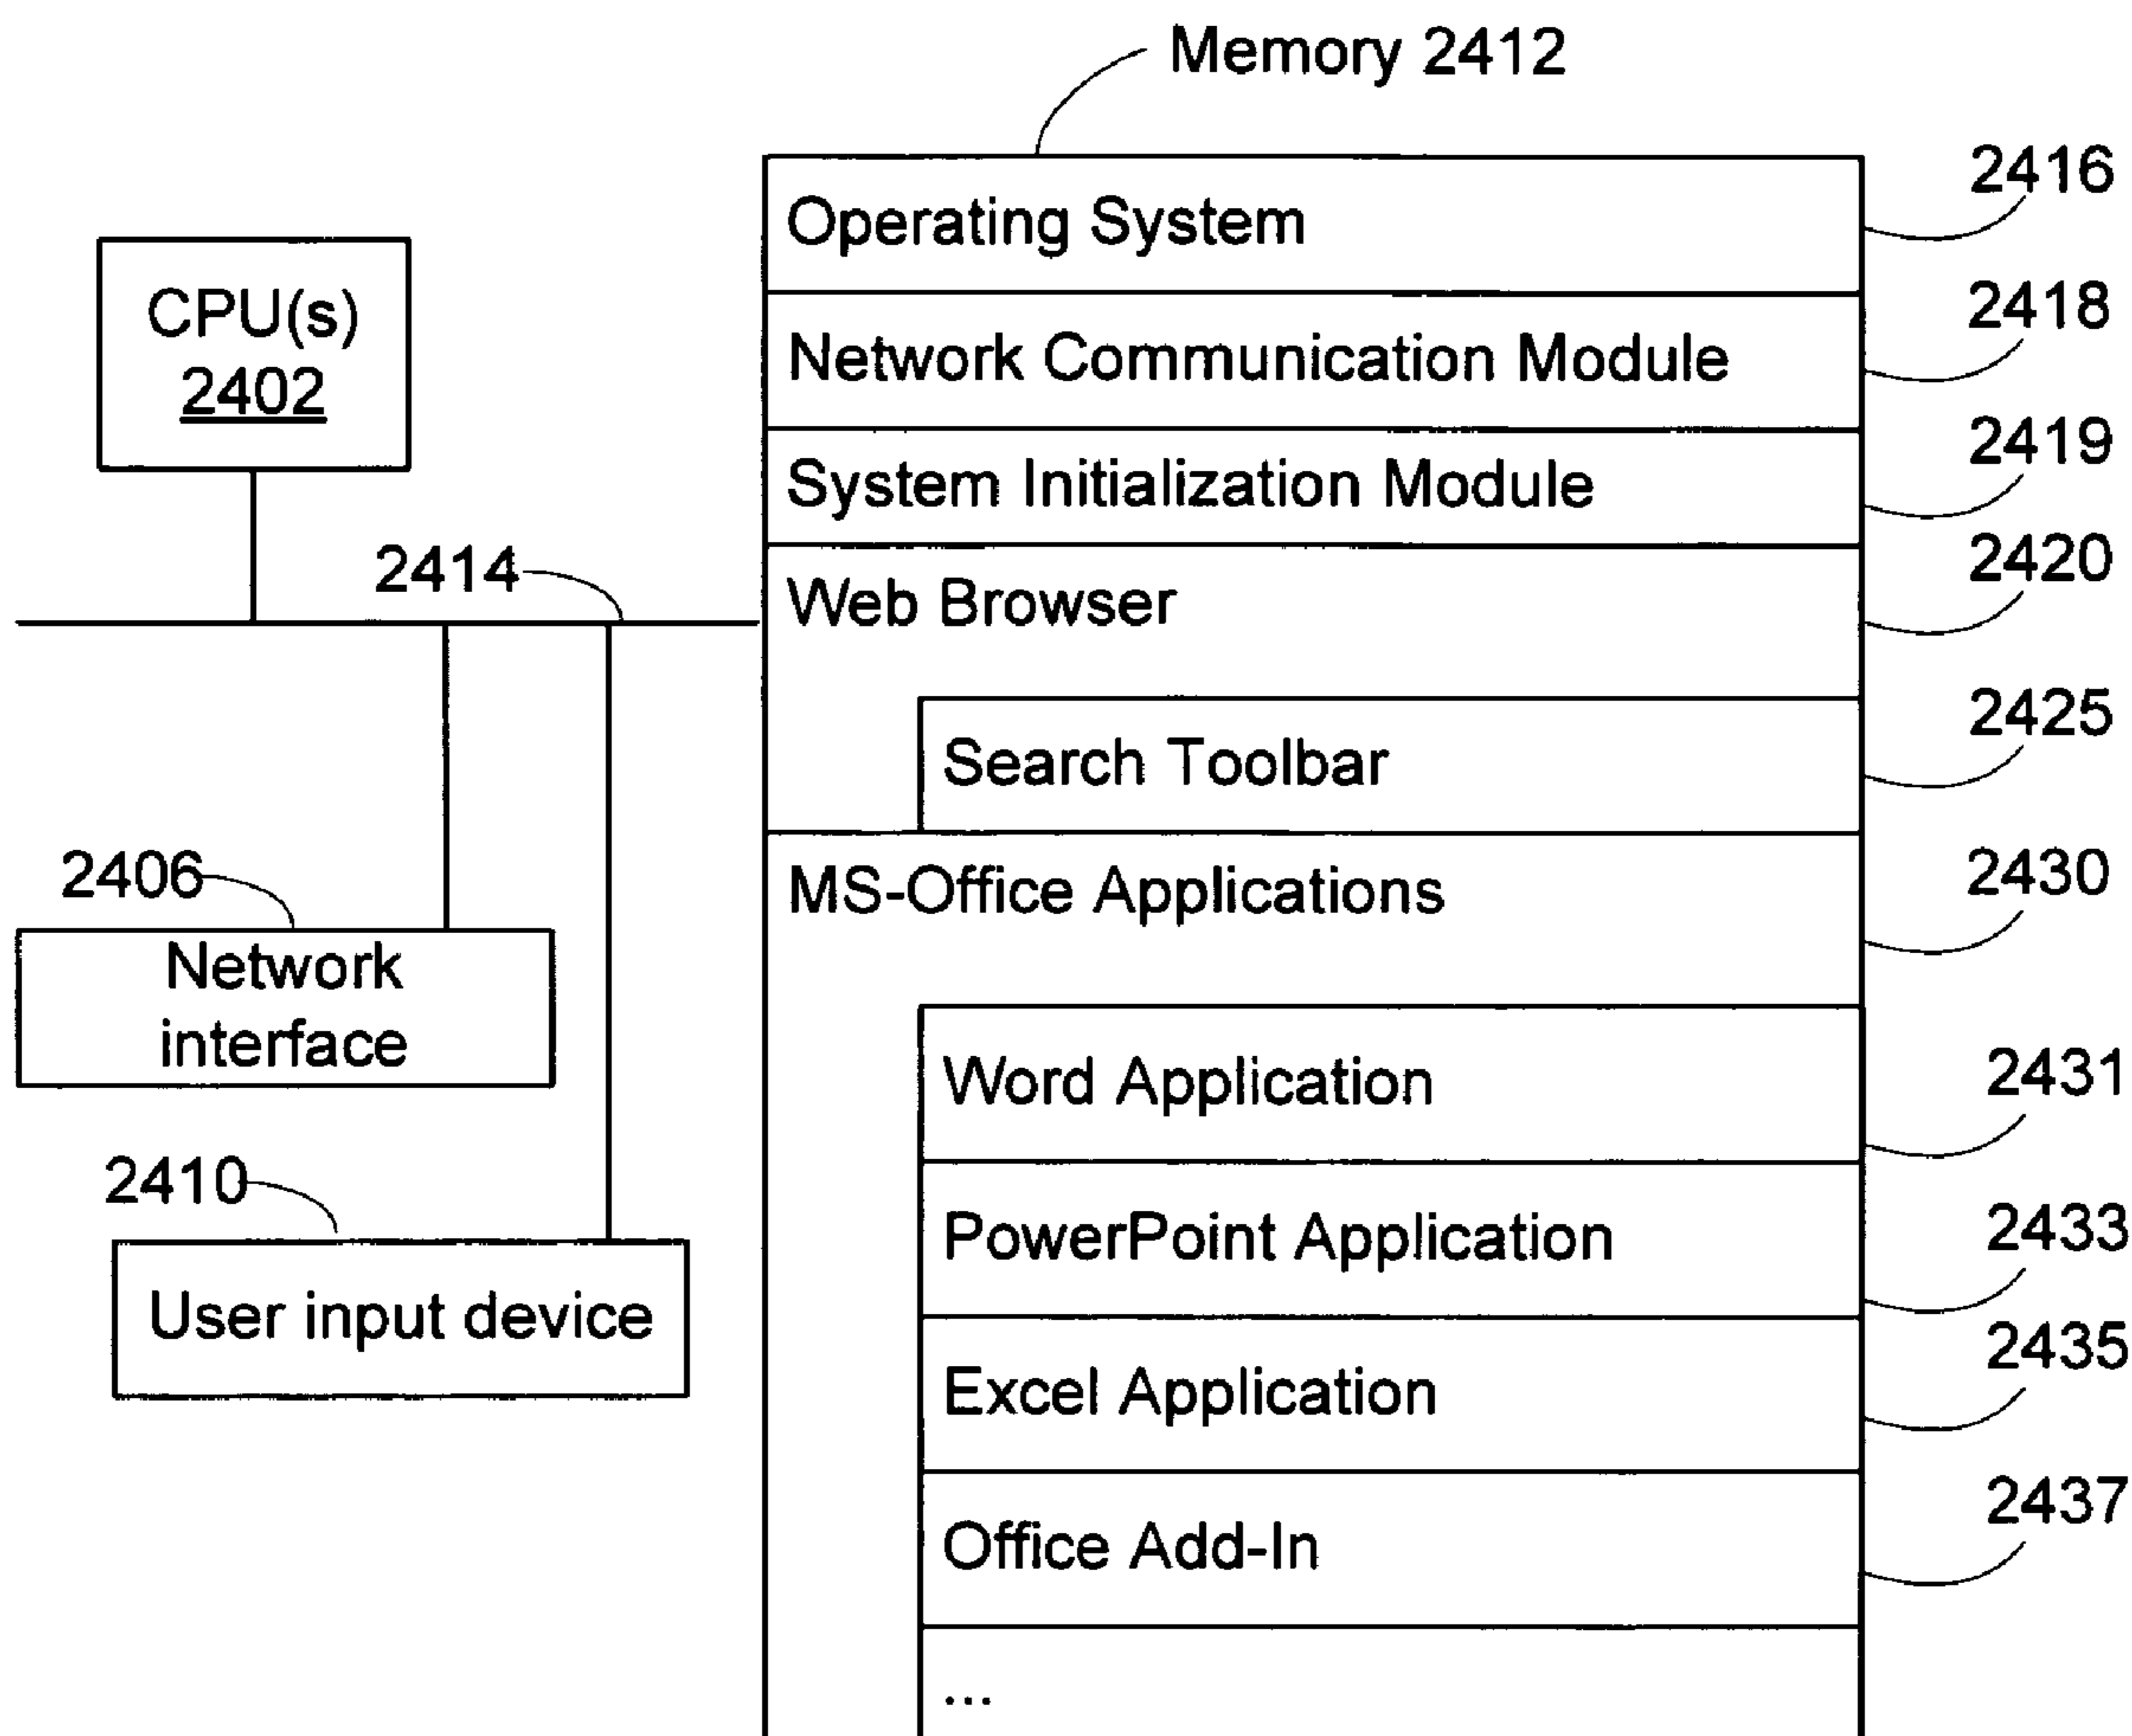 Memory 2412
Operating System
2416
CPU(s)
2402
Network Communication Module
2418
System Initialization Module
2419
2414
Web Browser
2420
Search Toolbar
2425
2406
Network
interface
MS-Office Applications
2430
Word Application
2431
2410
User input device
PowerPoint Application
2433
Excel Application
2435
Office Add-In
2437
...